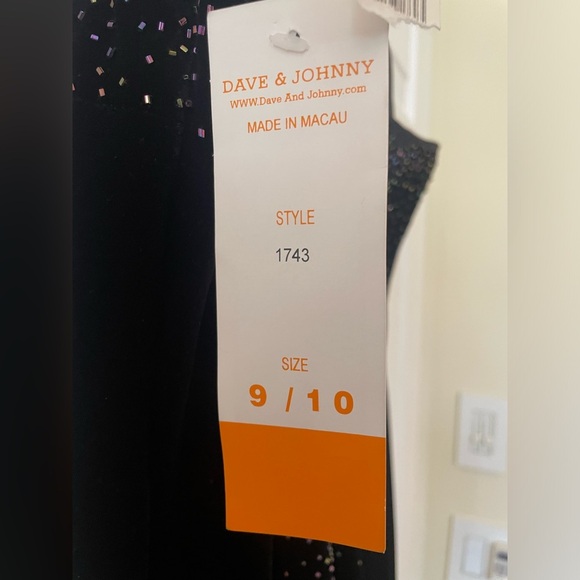 DAVE & JOHNNY
WWW.Dave And Johnny.com
MADE IN MACAU
STYLE
1743
SIZE
9 / 10